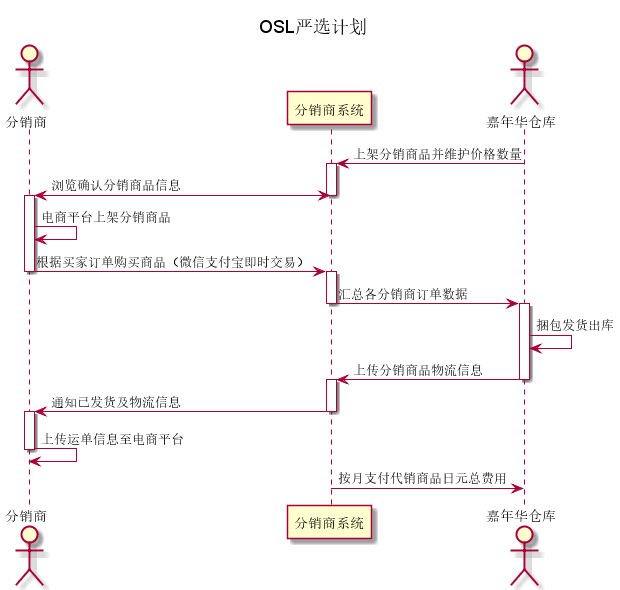 OSL严选计划
分销商
分销商系统
嘉年华仓库
上架分销商品并维护价格数量
浏览确认分销商品信息
电商平台上架分销商品
根据买家订单购买商品（微信支付宝即时交易）
汇总各分销商订单数据
捆包发货出库
上传分销商品物流信息
通知已发货及物流信息
上传运单信息至电商平台
按月支付代销商品日元总费用
分销商
分销商系统
嘉年华仓库